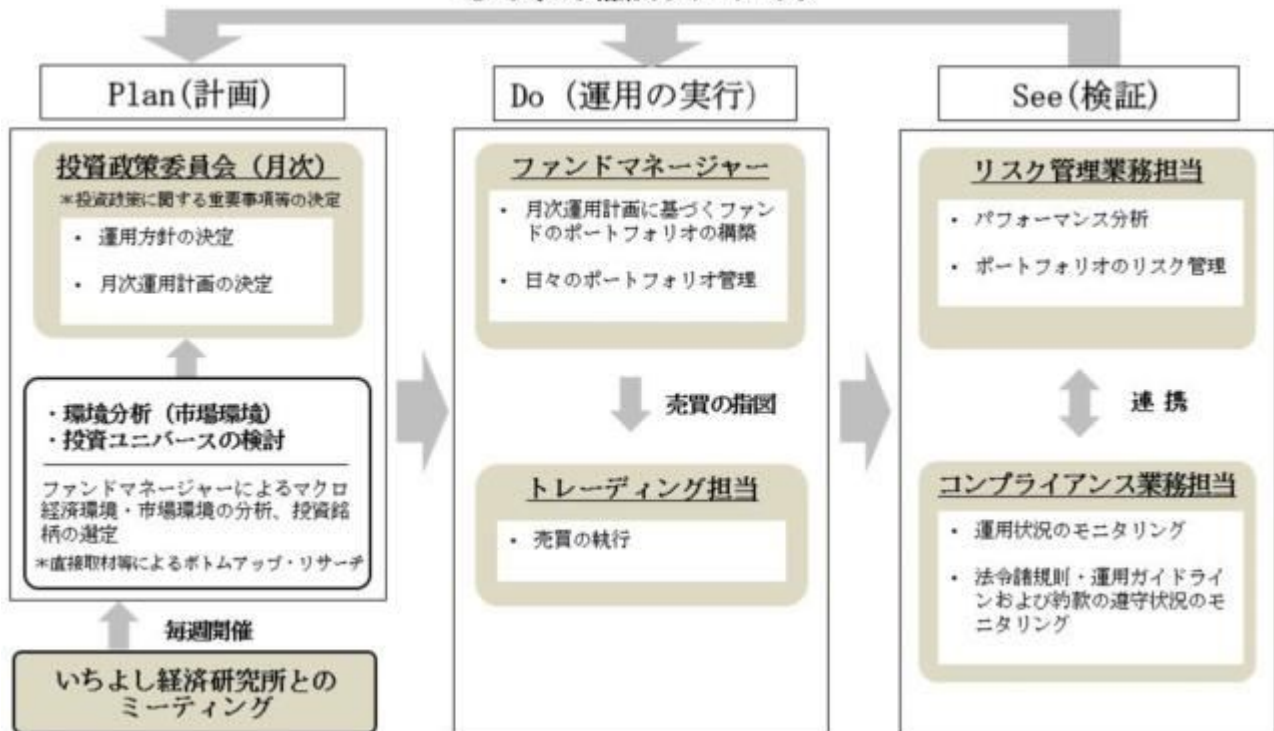 Plan(計画)
投資政策委員会(月次)
*投資政策に関する重要事項等の決定
・ 運用方針の決定
・ 月次運用計画の決定
・環境分析(市場環境)
・投資ユニバースの検討
ファンドマネージャーによるマクロ
経済環境・市場環境の分析、投資銘
柄の選定
*直接取材等によるボトムアップ・リサーチ
毎週開催
いちよし経済研究所との
ミーティング
Do (運用の実行)
ファンドマネージャー
・ 月次運用計画に基づくファン
ドのポートフォリオの構築
・ 日々のポートフォリオ管理
売買の指図
トレーディング担当
・ 売買の執行
See(検証)
リスク管理業務担当
・ パフォーマンス分析
・ ポートフォリオのリスク管理
連 携
コンプライアンス業務担当
・ 運用状況のモニタリング
・ 法令諸規則・運用ガイドライ
ンおよび約款の遵守状況のモ
ニタリング